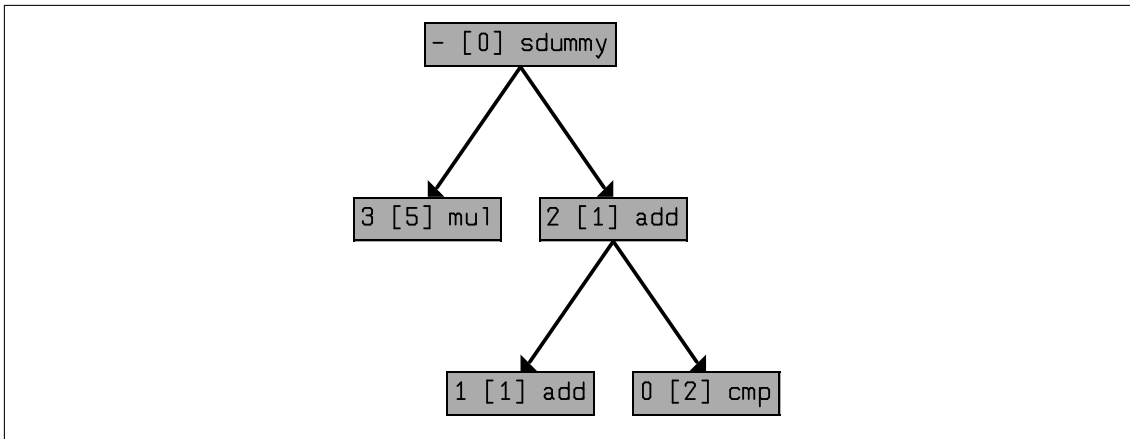 - [0] sdummy
3 [5] mul
2 [1] add
1 [1] add
0 [2] cmp